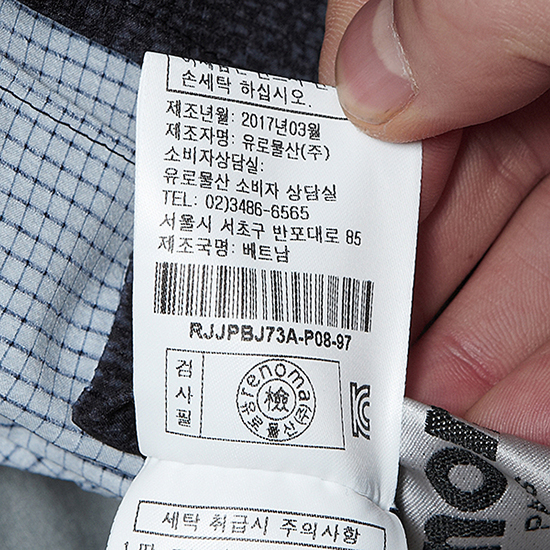 손세탁 하십시오.
제조년월: 2017년03월
제조자명: 유로물산(주)
소비자상담실:
유로물산 소비자 상담실
TEL: 02)3486-6565
서울시 서초구 반포대로 85
제조국명: 베트남
RJJPBJ73A-P08-97
검사필
renoma
檢
유로물산(주)
세탁 취급시 주의사항